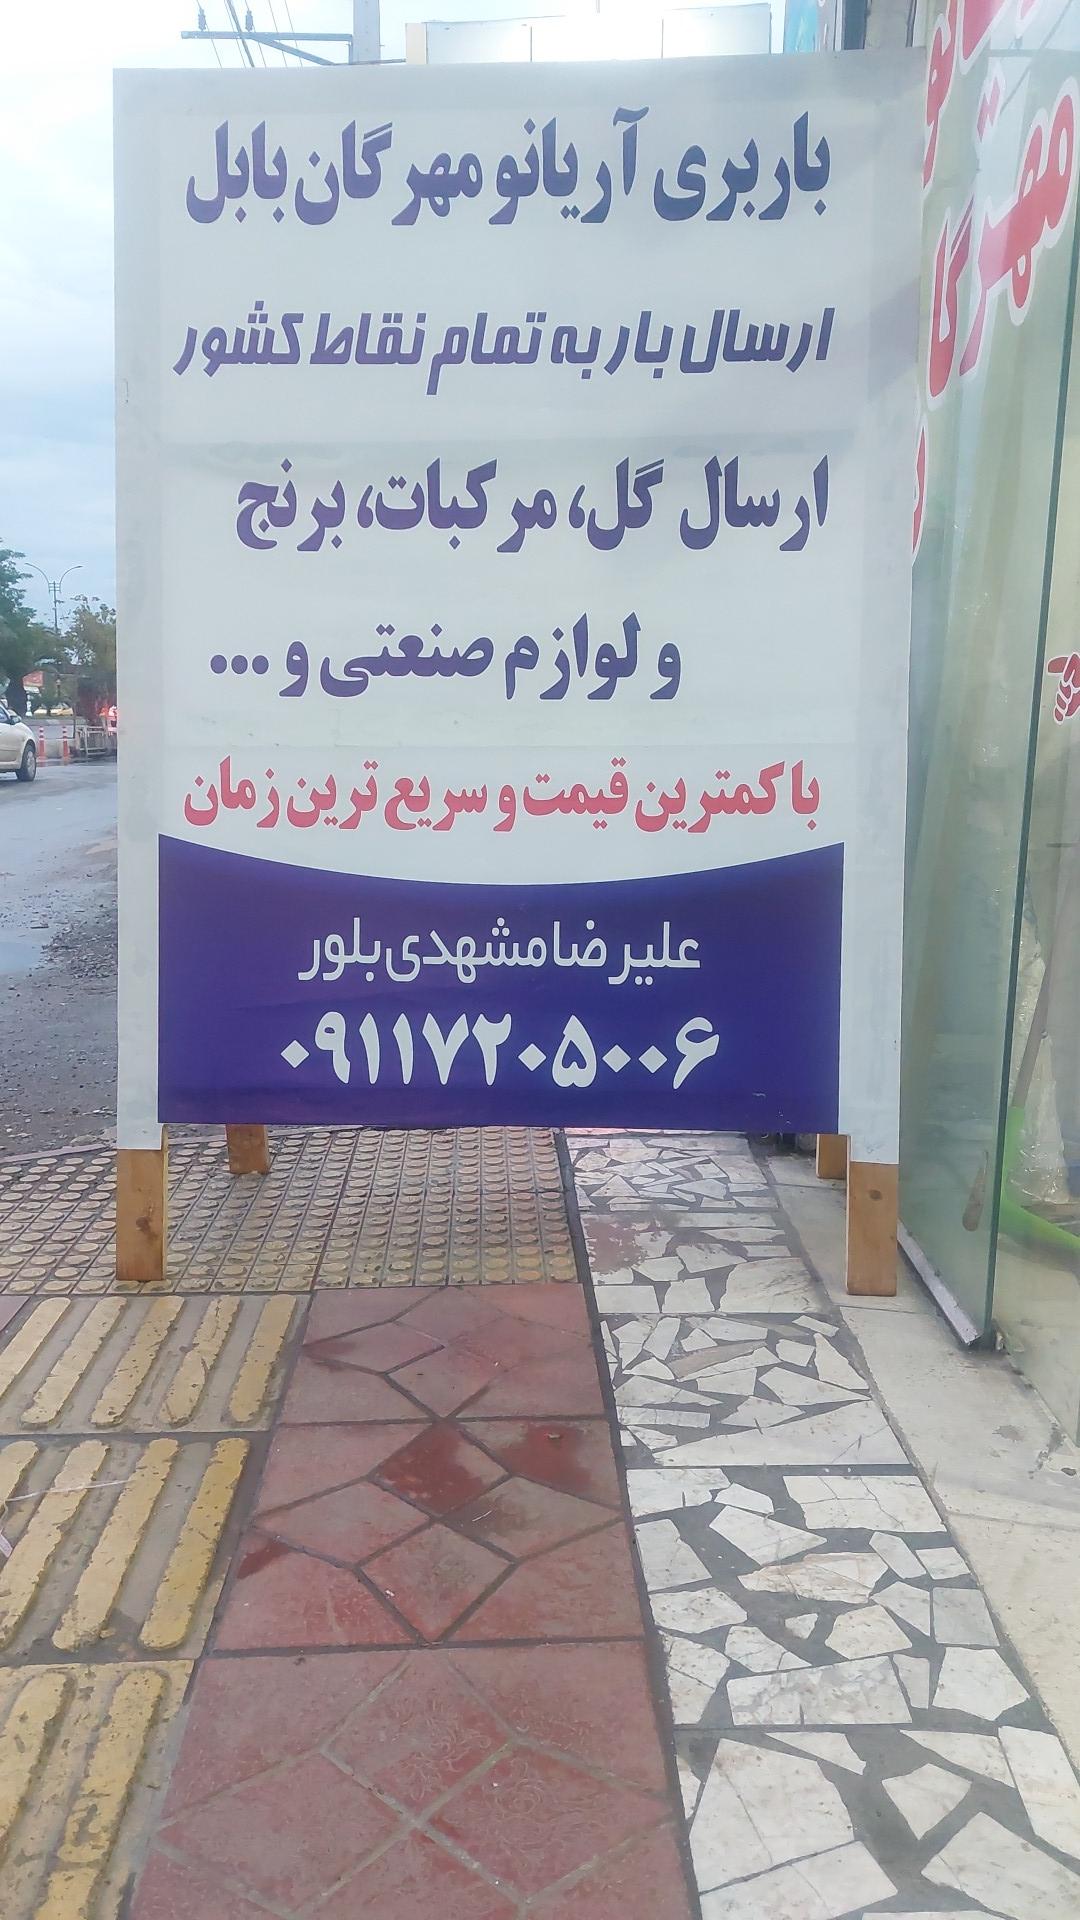 باربری آریانو مهرگان بابل
ارسال بار به تمام نقاط کشور
ارسال گل، مرکبات، برنج
و لوازم صنعتی و ...
با کمترین قیمت و سریع ترین زمان
علیرضا مشهدی بلور
۰۹۱۱۷۲۰۵۰۰۶